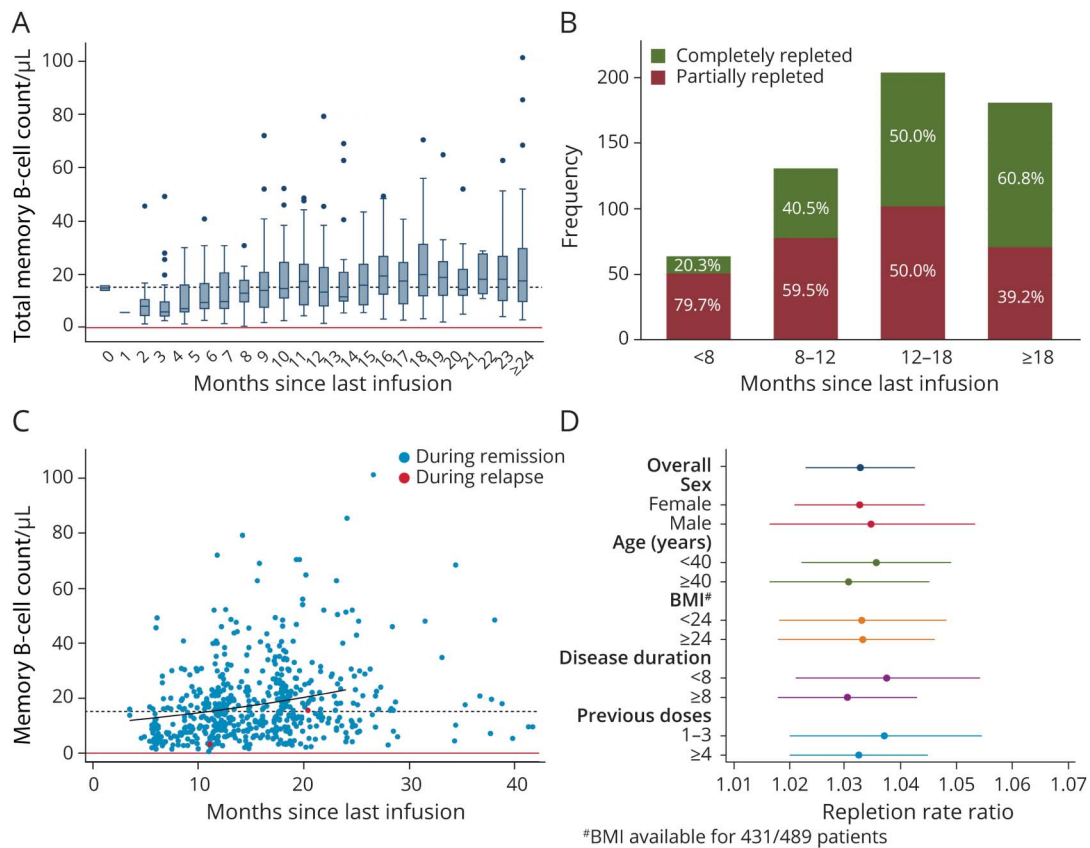 A
Total memory B-cell count/μL
100
80
60
40
20
0
0 1 2 3 4 5 6 7 8 9 10 11 12 13 14 15 16 17 18 19 20 21 22 23 ≥24
Months since last infusion
B
Completely repleted
Partially repleted
Frequency
200
150
100
50
0
20.3%
79.7%
40.5%
59.5%
50.0%
50.0%
60.8%
39.2%
<8 8–12 12–18 ≥18
Months since last infusion
C
During remission
During relapse
Memory B-cell count/μL
100
80
60
40
20
0
0 10 20 30 40
Months since last infusion
D
Overall
Sex
Female
Male
Age (years)
<40
≥40
BMI#
<24
≥24
Disease duration
<8
≥8
Previous doses
1–3
≥4
1.01 1.02 1.03 1.04 1.05 1.06 1.07
Repletion rate ratio
#BMI available for 431/489 patients